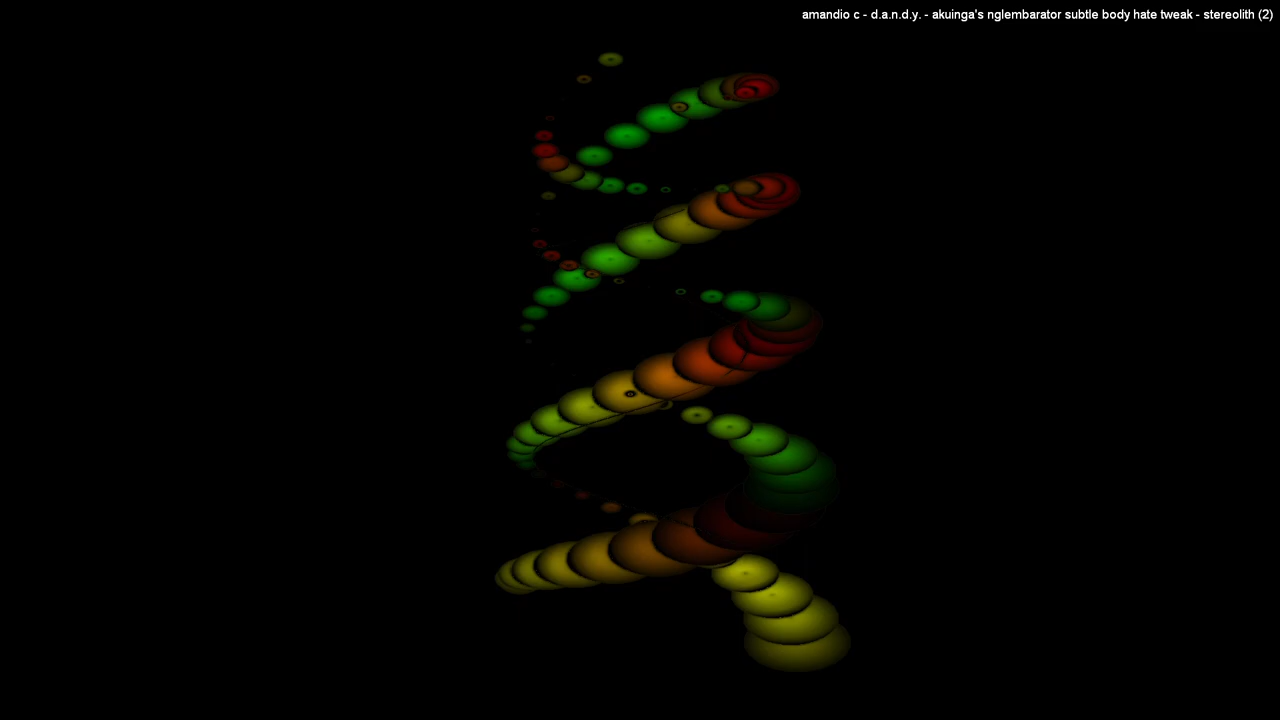 amandio c - d.a.n.d.y. - akuinga's nglembarator subtle body hate tweak - stereolith (2)